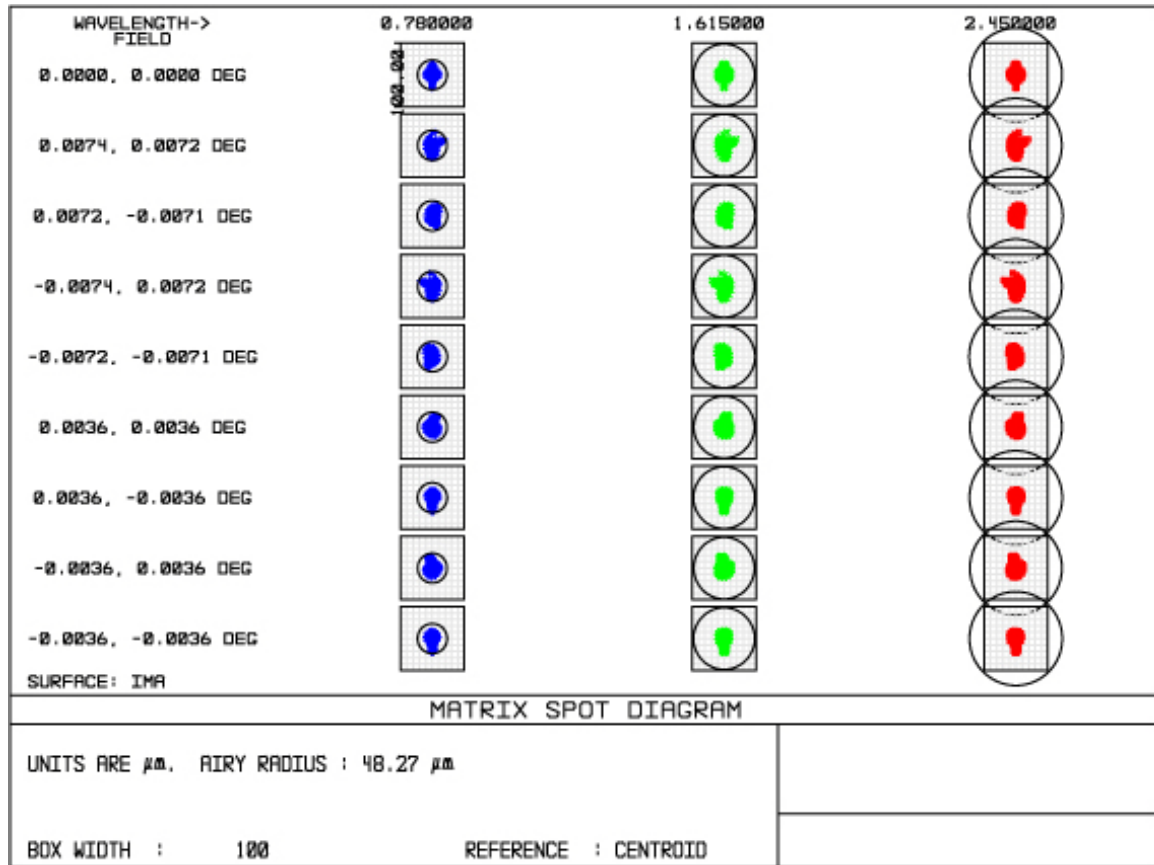 WAVELENGTH-> 0.780000 1.615000 2.450000
FIELD
100.00
0.0000, 0.0000 DEG
0.0074, 0.0072 DEG
0.0072, -0.0071 DEG
-0.0074, 0.0072 DEG
-0.0072, -0.0071 DEG
0.0036, 0.0036 DEG
0.0036, -0.0036 DEG
-0.0036, 0.0036 DEG
-0.0036, -0.0036 DEG
SURFACE: IMA
MATRIX SPOT DIAGRAM
UNITS ARE µm. AIRY RADIUS : 48.27 µm
BOX WIDTH : 100 REFERENCE : CENTROID